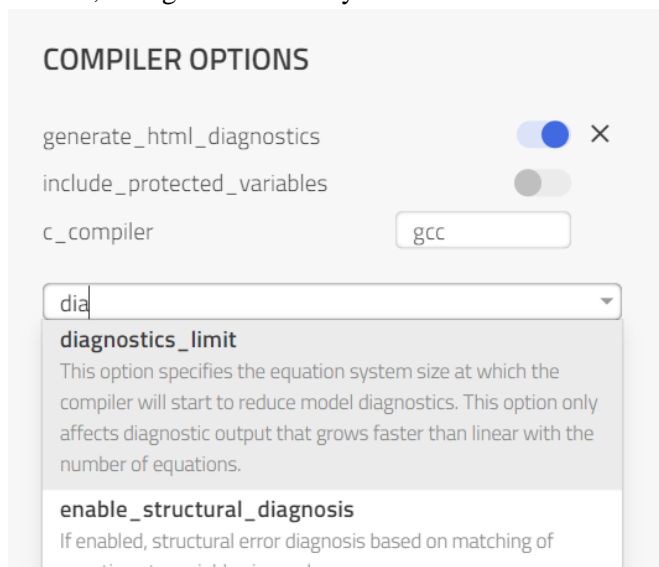 COMPILER OPTIONS
generate_html_diagnostics
include_protected_variables
c_compiler gcc
dia
diagnostics_limit
This option specifies the equation system size at which the
compiler will start to reduce model diagnostics. This option only
affects diagnostic output that grows faster than linear with the
number of equations.
enable_structural_diagnosis
If enabled, structural error diagnosis based on matching of